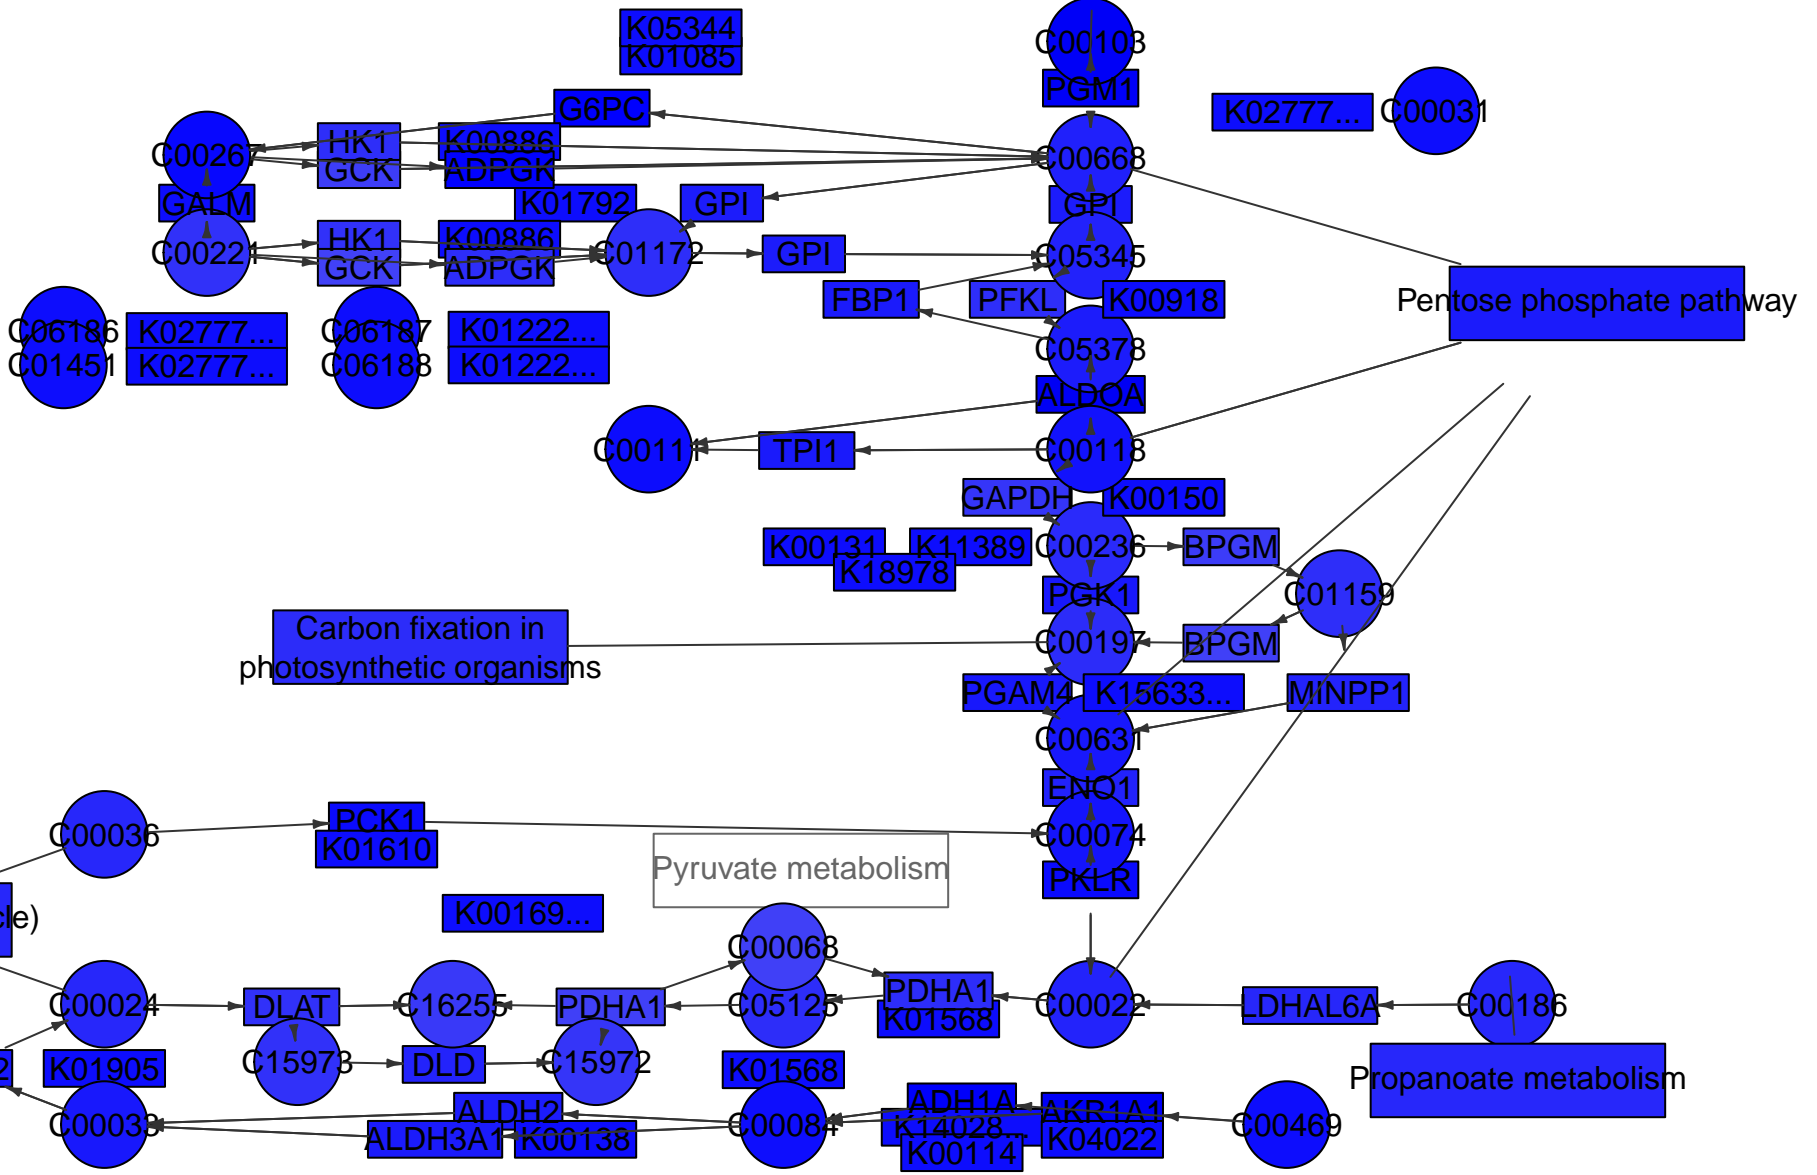 K05344
C00103
K01085
PGM1
G6PC
K02777...
C00031
HK1
K00886
C00267
GCK
ADPGK
C00668
GALM
K01792
GPI
GPI
HK1
K00886
C00221
GCK
ADPGK
C01172
GPI
C05345
FBP1
PFKL
K00918
Pentose phosphate pathway
C06186
K02777...
C06187
K01222...
C01451
K02777...
C06188
K01222...
C05378
ALDOA
C00111
TPI1
C00118
GAPDH
K00150
K00131
K11389
C00236
BPGM
K18978
PGK1
C01159
Carbon fixation in
photosynthetic organisms
C00197
BPGM
PGAM4
K15633...
MINPP1
C00631
ENO1
C00036
PCK1
C00074
K01610
Pyruvate metabolism
PKLR
cle)
K00169...
C00068
C00024
DLAT
C16255
PDHA1
C05125
PDHA1
K01568
C00022
LDHAL6A
C00186
2
K01905
C15973
DLD
C15972
K01568
Propanoate metabolism
C00033
ALDH2
ALDH3A1
K00138
C00084
ADH1A
K14028...
K00114
AKR1A1
K04022
C00469